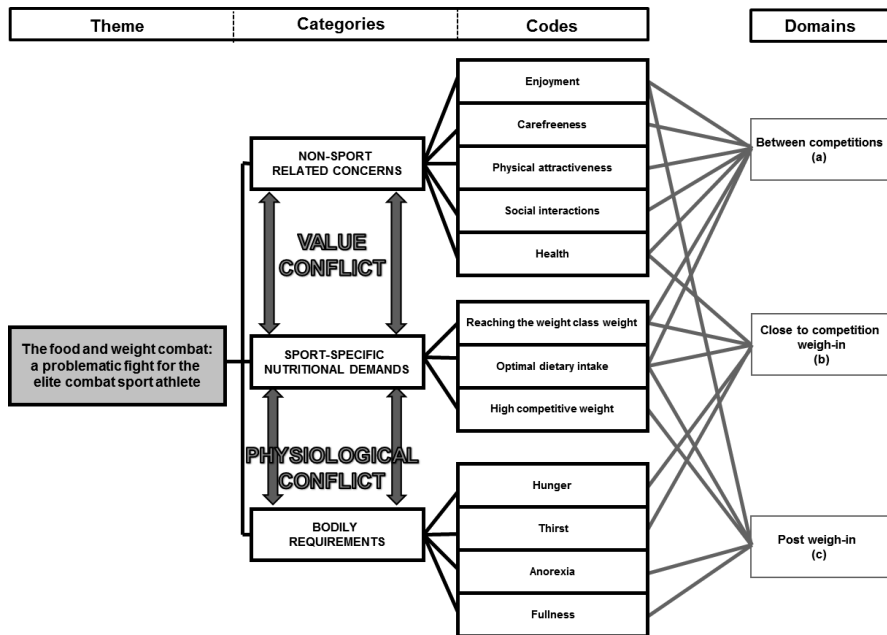 Theme
Categories
Codes
Domains
The food and weight combat:
a problematic fight for the
elite combat sport athlete
NON-SPORT
RELATED CONCERNS
VALUE
CONFLICT
SPORT-SPECIFIC
NUTRITIONAL DEMANDS
PHYSIOLOGICAL
CONFLICT
BODILY
REQUIREMENTS
Enjoyment
Carefreeness
Physical attractiveness
Social interactions
Health
Reaching the weight class weight
Optimal dietary intake
High competitive weight
Hunger
Thirst
Anorexia
Fullness
Between competitions
(a)
Close to competition
weigh-in
(b)
Post weigh-in
(c)